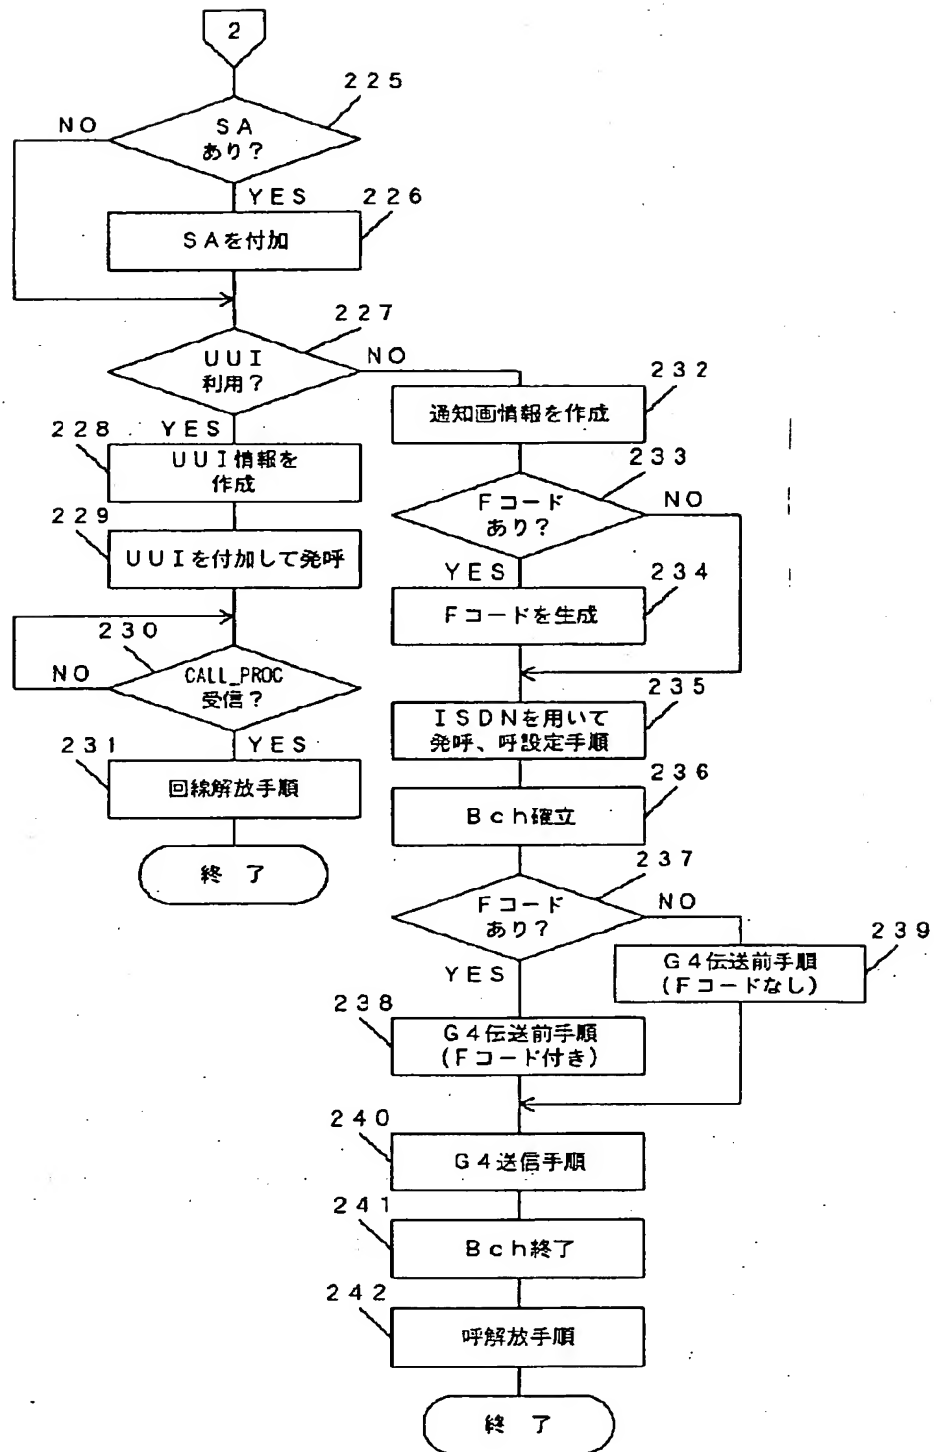 2
225
NO
SA
あり?
YES
226
SAを付加
227
UUI
利用?
NO
232
通知画情報を作成
228
YES
UUI情報を
作成
233
Fコード
あり?
NO
229
UUIを付加して発呼
YES
234
Fコードを生成
230
NO
CALL_PROC
受信?
235
ISDNを用いて
発呼、呼設定手順
231
YES
回線解放手順
236
Bch確立
終了
237
Fコード
あり?
NO
239
G4伝送前手順
(Fコードなし)
YES
238
G4伝送前手順
(Fコード付き)
240
G4送信手順
241
Bch終了
242
呼解放手順
終了